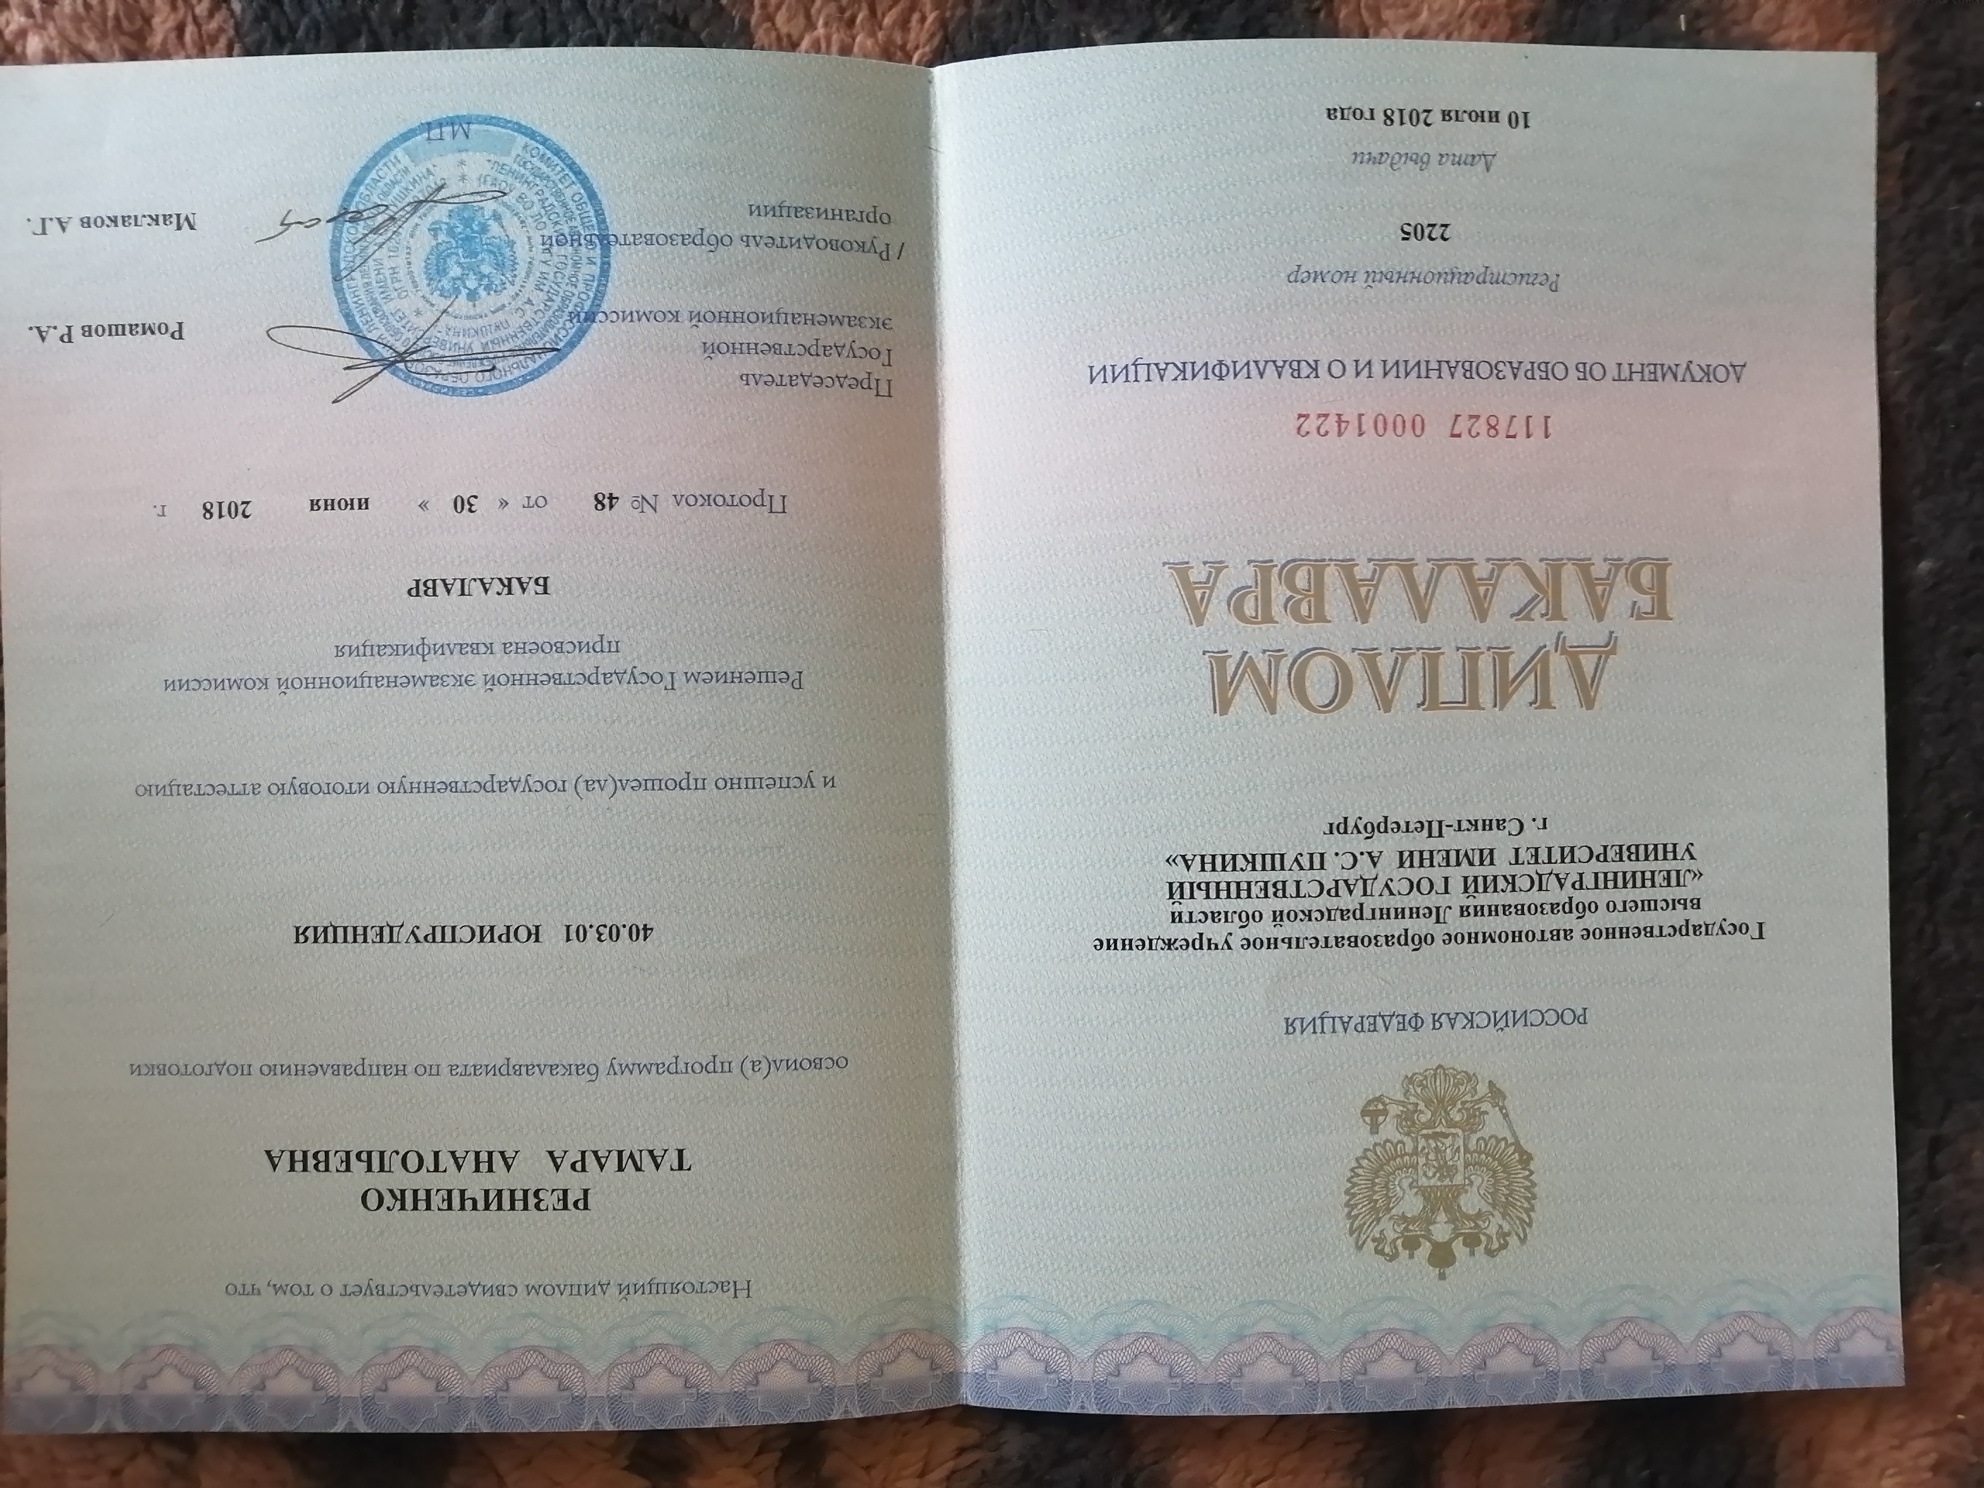 РОССИЙСКАЯ ФЕДЕРАЦИЯ
Государственное автономное образовательное учреждение
высшего образования Ленинградской области
«ЛЕНИНГРАДСКИЙ ГОСУДАРСТВЕННЫЙ
УНИВЕРСИТЕТ ИМЕНИ А.С. ПУШКИНА»
г. Санкт-Петербург
ДИПЛОМ
БАКАЛАВРА
117827 0001422
ДОКУМЕНТ ОБ ОБРАЗОВАНИИ И О КВАЛИФИКАЦИИ
Регистрационный номер
2205
Дата выдачи
10 июля 2018 года
Настоящий диплом свидетельствует о том, что
РЕЗНИЧЕНКО
ТАМАРА АНАТОЛЬЕВНА
освоил(а) программу бакалавриата по направлению подготовки
40.03.01 ЮРИСПРУДЕНЦИЯ
и успешно прошел(ла) государственную итоговую аттестацию
Решением Государственной экзаменационной комиссии
присвоена квалификация
БАКАЛАВР
Протокол № 48 от « 30 » июня 2018 г.
Председатель
Государственной
экзаменационной комиссии Ромашов Р.А.
/ Руководитель образовательной
организации Маклаков А.Г.
М.П.